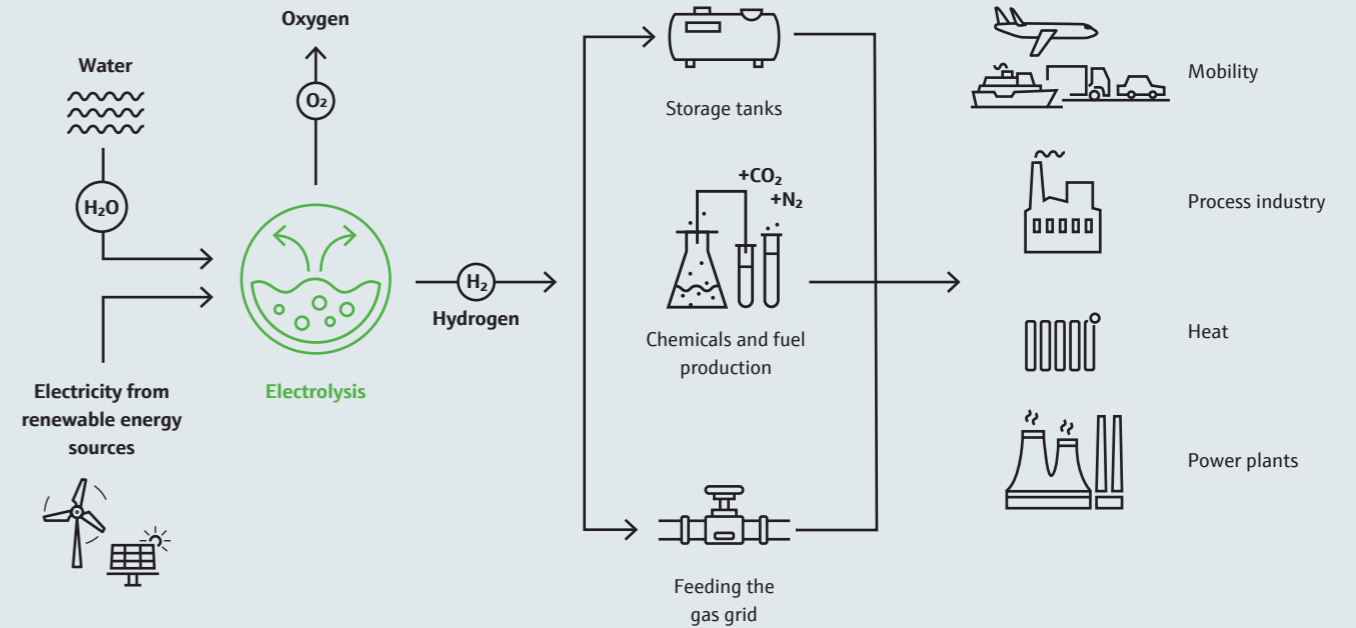 Water
H₂O
Electricity from
renewable energy
sources
Oxygen
O₂
Electrolysis
H₂
Hydrogen
Storage tanks
+CO₂
+N₂
Chemicals and fuel
production
Feeding the
gas grid
Mobility
Process industry
Heat
Power plants